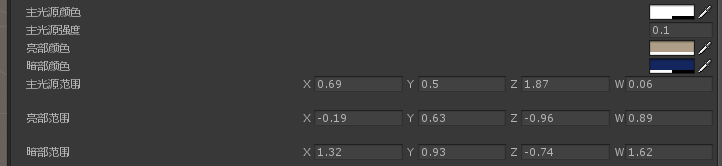 主光源颜色
主光源强度 0.1
亮部颜色
暗部颜色
主光源范围 X 0.69 Y 0.5 Z 1.87 W 0.06
亮部范围 X -0.19 Y 0.63 Z -0.96 W 0.89
暗部范围 X 1.32 Y 0.93 Z -0.74 W 1.62